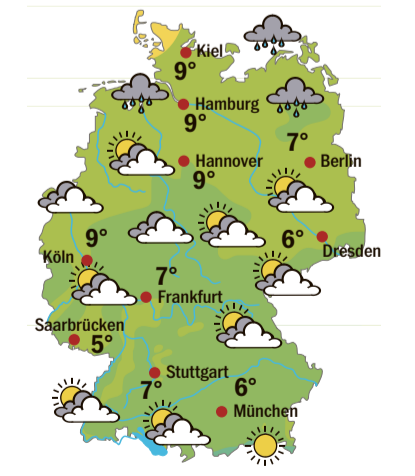 Kiel
9°
Hamburg
9°
7°
Hannover
Berlin
9°
9°
6°
Köln
Dresden
7°
Frankfurt
Saarbrücken
5°
Stuttgart
7°
6°
München